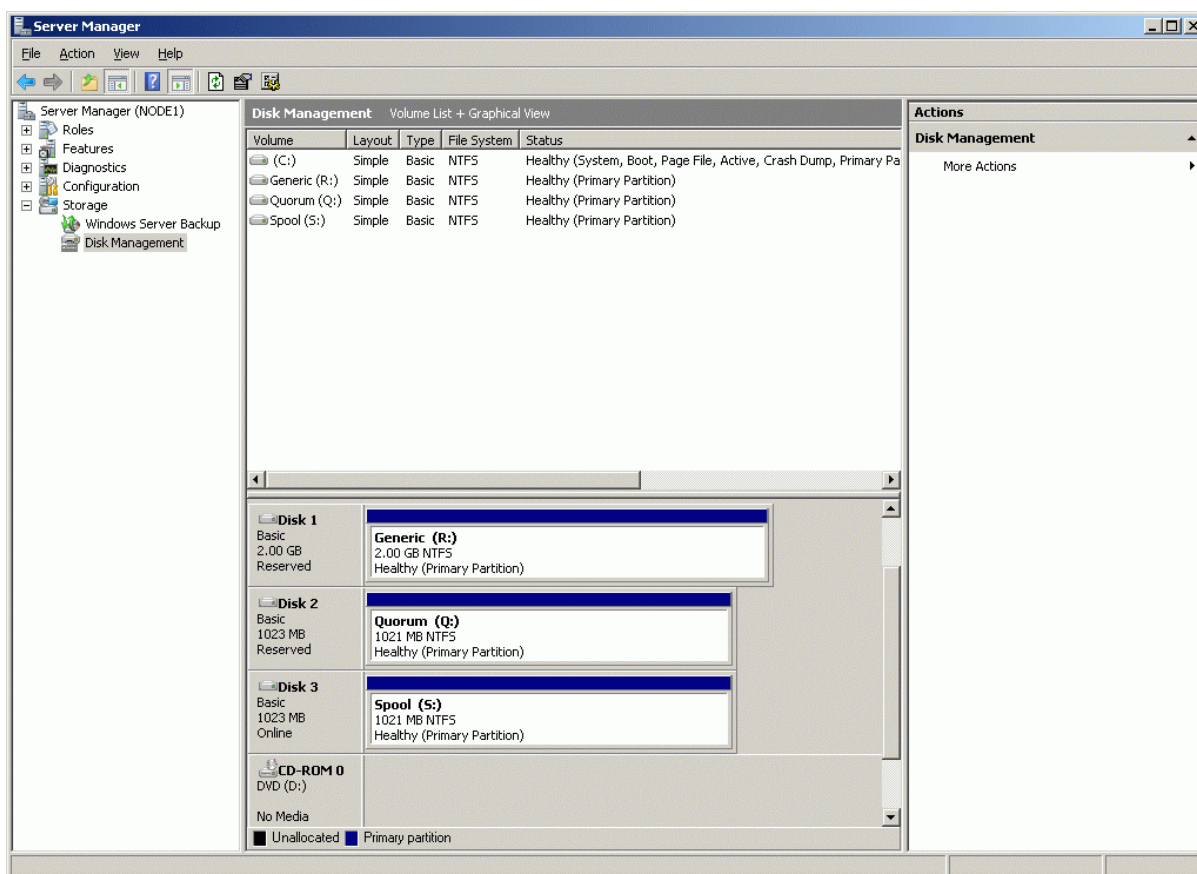 Server Manager
File Action View Help
Server Manager (NODE1)
Roles
Features
Diagnostics
Configuration
Storage
Windows Server Backup
Disk Management
Disk Management Volume List + Graphical View
Volume Layout Type File System Status
(C:) Simple Basic NTFS Healthy (System, Boot, Page File, Active, Crash Dump, Primary Pa
Generic (R:) Simple Basic NTFS Healthy (Primary Partition)
Quorum (Q:) Simple Basic NTFS Healthy (Primary Partition)
Spool (S:) Simple Basic NTFS Healthy (Primary Partition)
Disk 1
Basic
2.00 GB
Reserved
Generic (R:)
2.00 GB NTFS
Healthy (Primary Partition)
Disk 2
Basic
1023 MB
Reserved
Quorum (Q:)
1021 MB NTFS
Healthy (Primary Partition)
Disk 3
Basic
1023 MB
Online
Spool (S:)
1021 MB NTFS
Healthy (Primary Partition)
CD-ROM 0
DVD (D:)
No Media
Unallocated Primary partition
Actions
Disk Management
More Actions